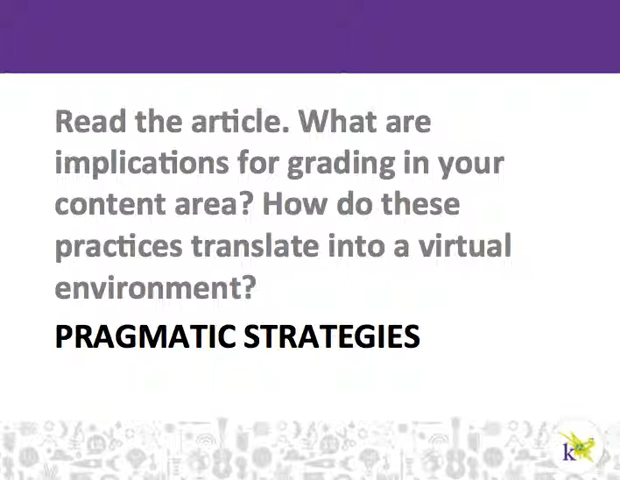 Read the article. What are
implications for grading in your
content area? How do these
practices translate into a virtual
environment?
PRAGMATIC STRATEGIES
k¹²